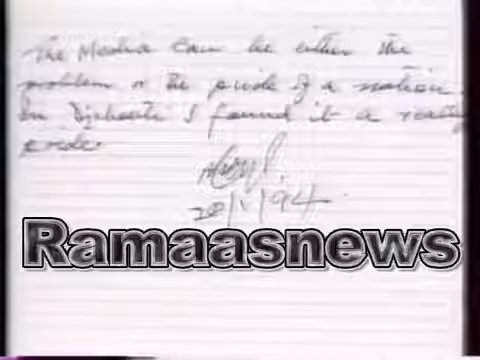 The Media can be either the
problem or the pride of a nation.
In Djibouti I found it a really
pride.
20/1/94
Ramaasnews